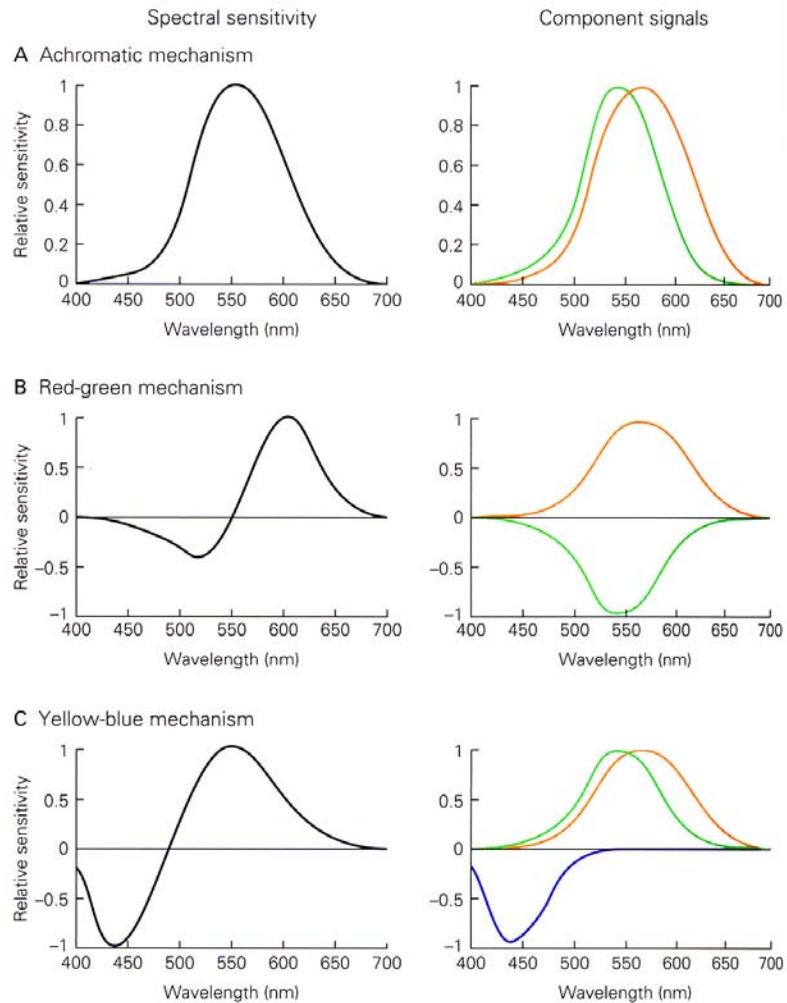 Spectral sensitivity
Component signals
A Achromatic mechanism
Relative sensitivity
1
0.8
0.6
0.4
0.2
0
400 450 500 550 600 650 700
Wavelength (nm)
1
0.8
0.6
0.4
0.2
0
400 500 550 600 700
Wavelength (nm)
B Red-green mechanism
Relative sensitivity
1
0.5
0
−0.5
−1
400 450 500 550 600 650 700
Wavelength (nm)
1
0.5
0
−0.5
−1
400 450 500 550 600 650 700
Wavelength (nm)
C Yellow-blue mechanism
Relative sensitivity
1
0.5
0
−0.5
−1
400 450 500 550 600 650 700
Wavelength (nm)
1
0.5
0
−0.5
−1
400 450 500 550 600 650 700
Wavelength (nm)